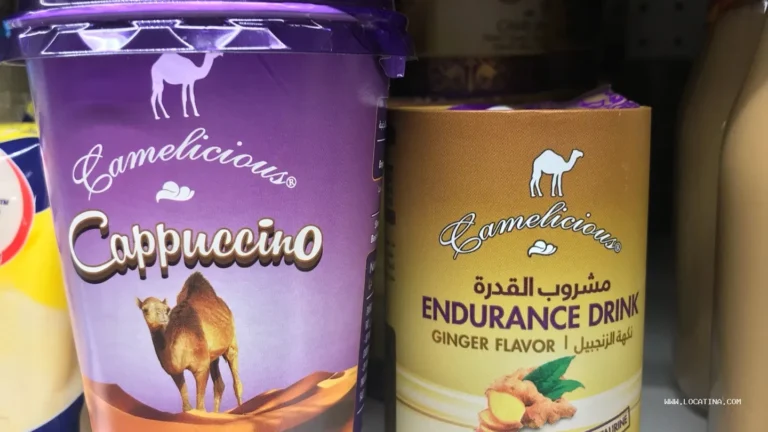 Camelicious®
Cappuccino
Camelicious®
مشروب القدرة
ENDURANCE DRINK
GINGER FLAVOR | نكهة الزنجبيل
WWW.LOCATINA.COM